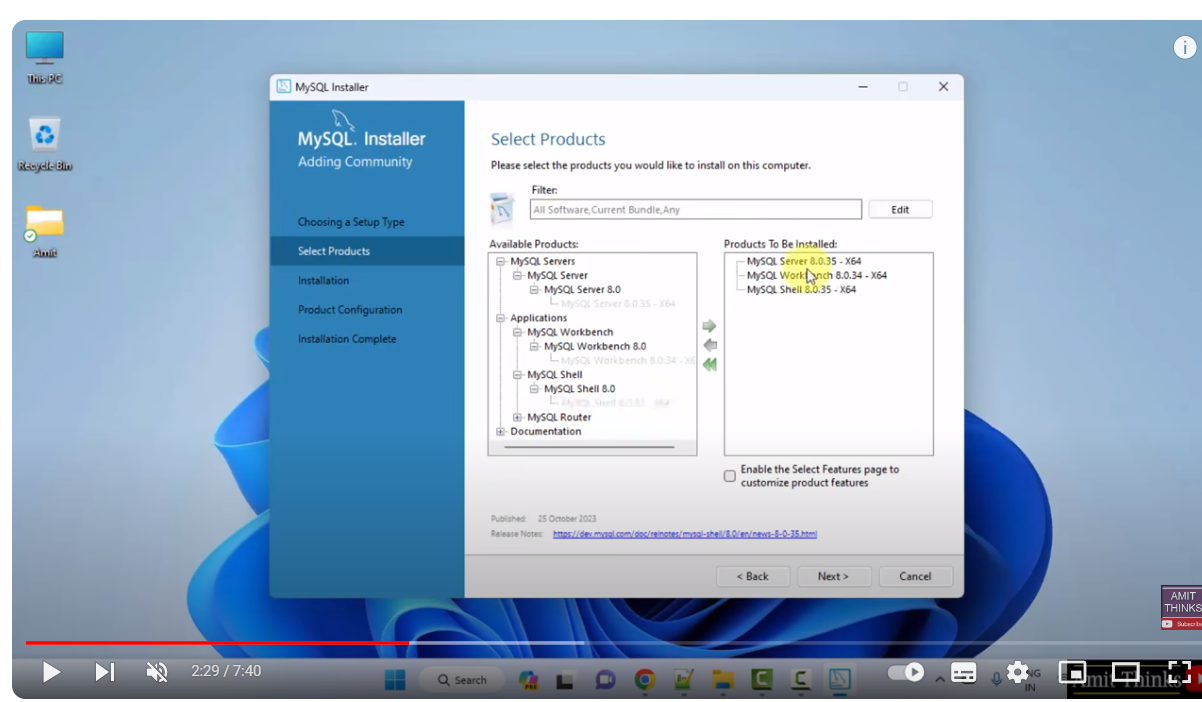 This PC
Recycle Bin
Amit
MySQL Installer
MySQL. Installer
Adding Community
Choosing a Setup Type
Select Products
Installation
Product Configuration
Installation Complete
Select Products
Please select the products you would like to install on this computer.
Filter:
All Software,Current Bundle,Any
Edit
Available Products:
MySQL Servers
MySQL Server
MySQL Server 8.0
MySQL Server 8.0.35 - X64
Applications
MySQL Workbench
MySQL Workbench 8.0
MySQL Workbench 8.0.34 - X6
MySQL Shell
MySQL Shell 8.0
MySQL Shell 8.0.35 - X64
MySQL Router
Documentation
Products To Be Installed:
MySQL Server 8.0.35 - X64
MySQL Workbench 8.0.34 - X64
MySQL Shell 8.0.35 - X64
Enable the Select Features page to
customize product features
Published: 25 October 2023
Release Notes: https://dev.mysql.com/doc/relnotes/mysql-shell/8.0/en/news-8-0-35.html
< Back
Next >
Cancel
AMIT
THINKS
Subscribe
2:29 / 7:40
Search
NG
IN
Amit Thinks